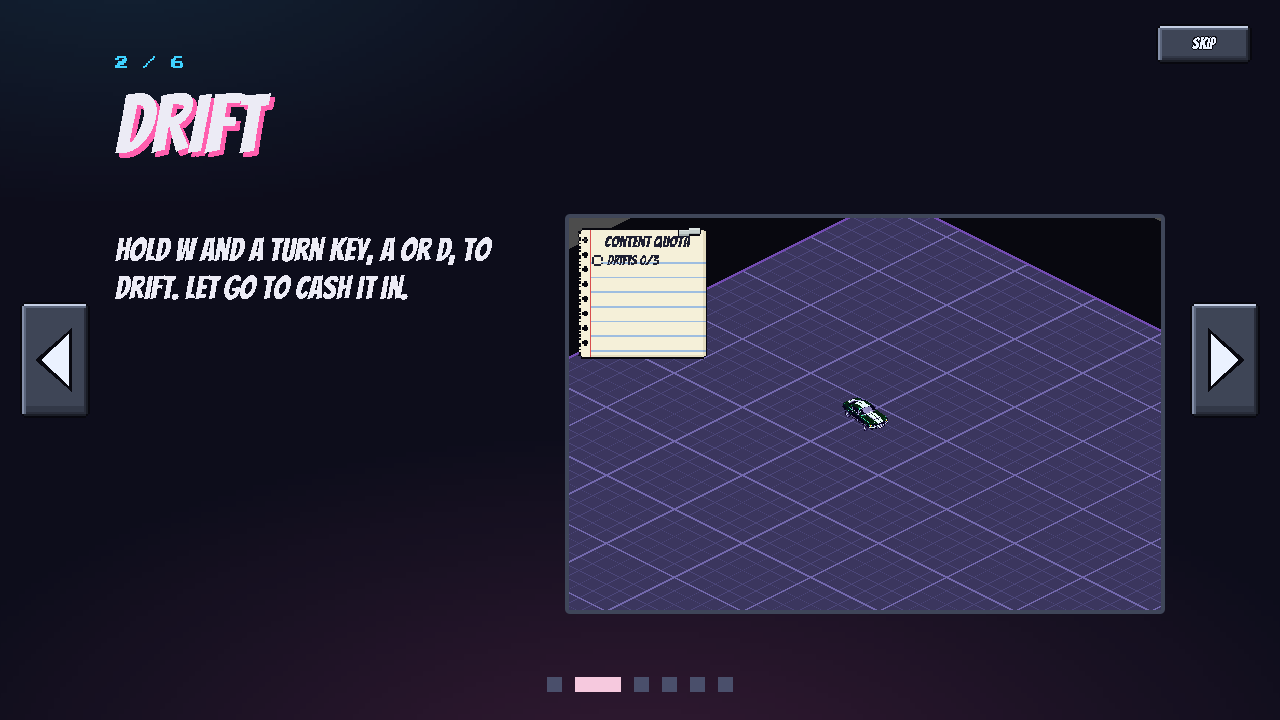 2 / 6
SKIP
DRIFT
HOLD W AND A TURN KEY, A OR D, TO
DRIFT. LET GO TO CASH IT IN.
CONTENT QUOTA
DRIFTS 0/3